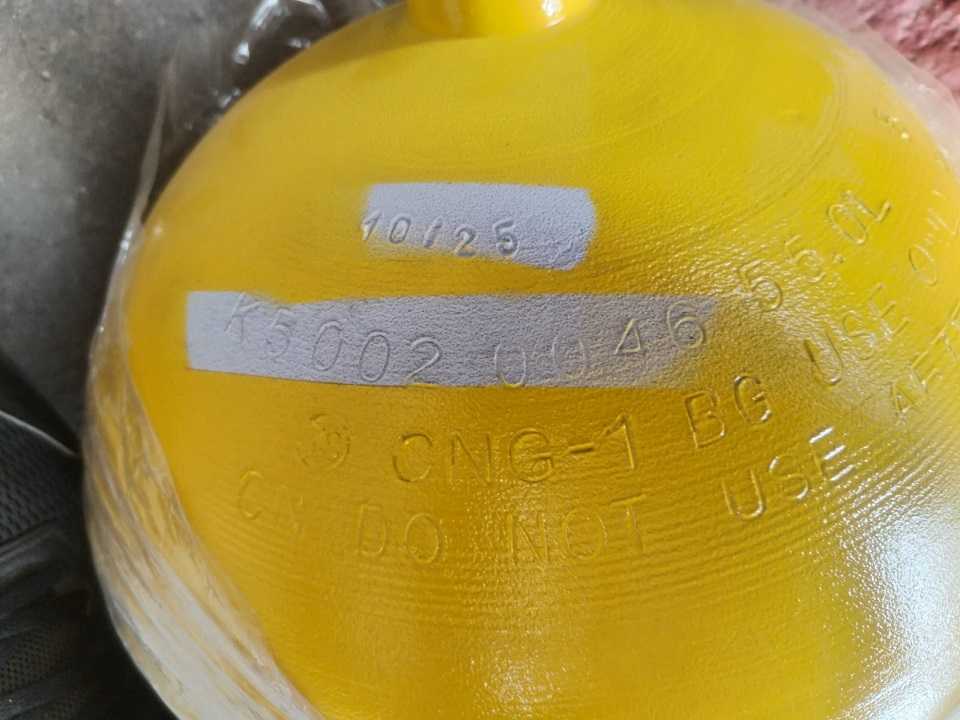 10/25
K5002 0046 55.0L
CNG-1 BG USE ONL
CN DO NOT USE AFT